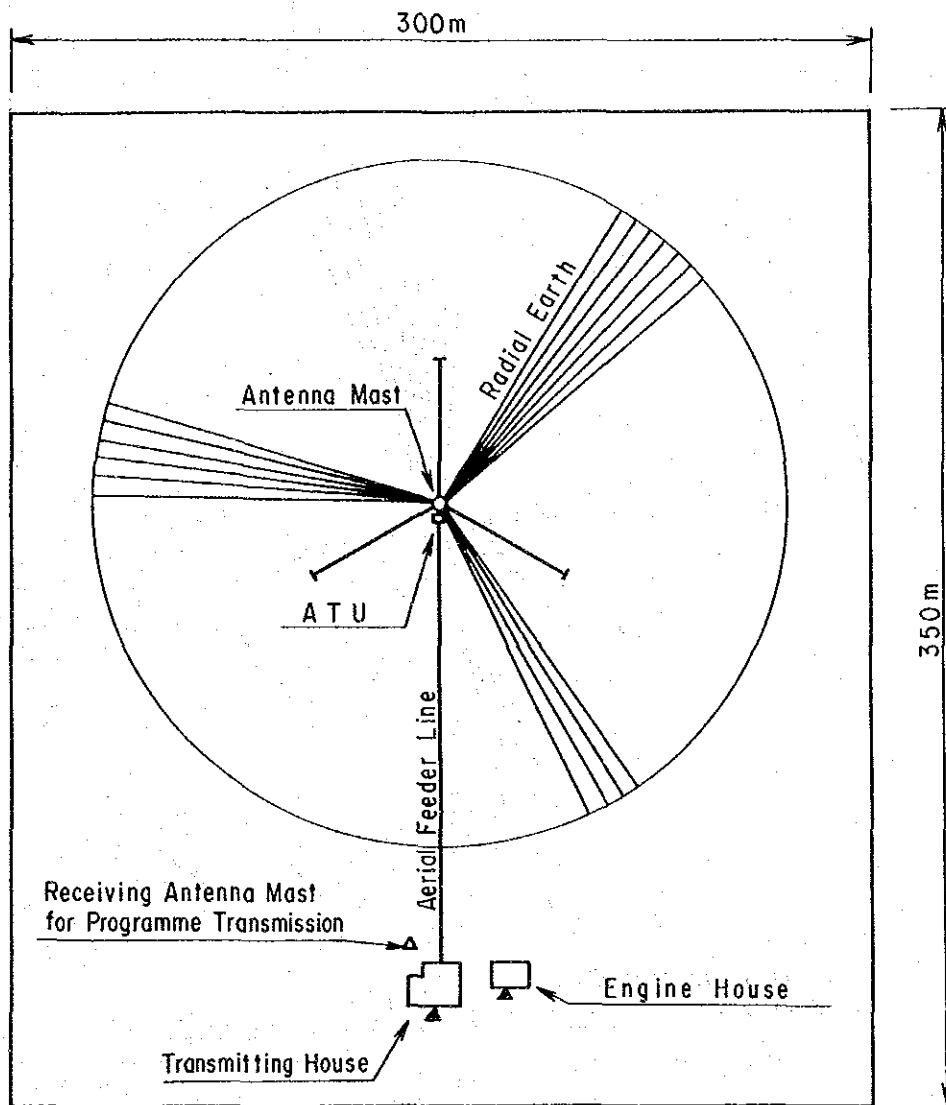 300m
Radial Earth
Antenna Mast
ATU
350m
Aerial Feeder Line
Receiving Antenna Mast
for Programme Transmission
Engine House
Transmitting House